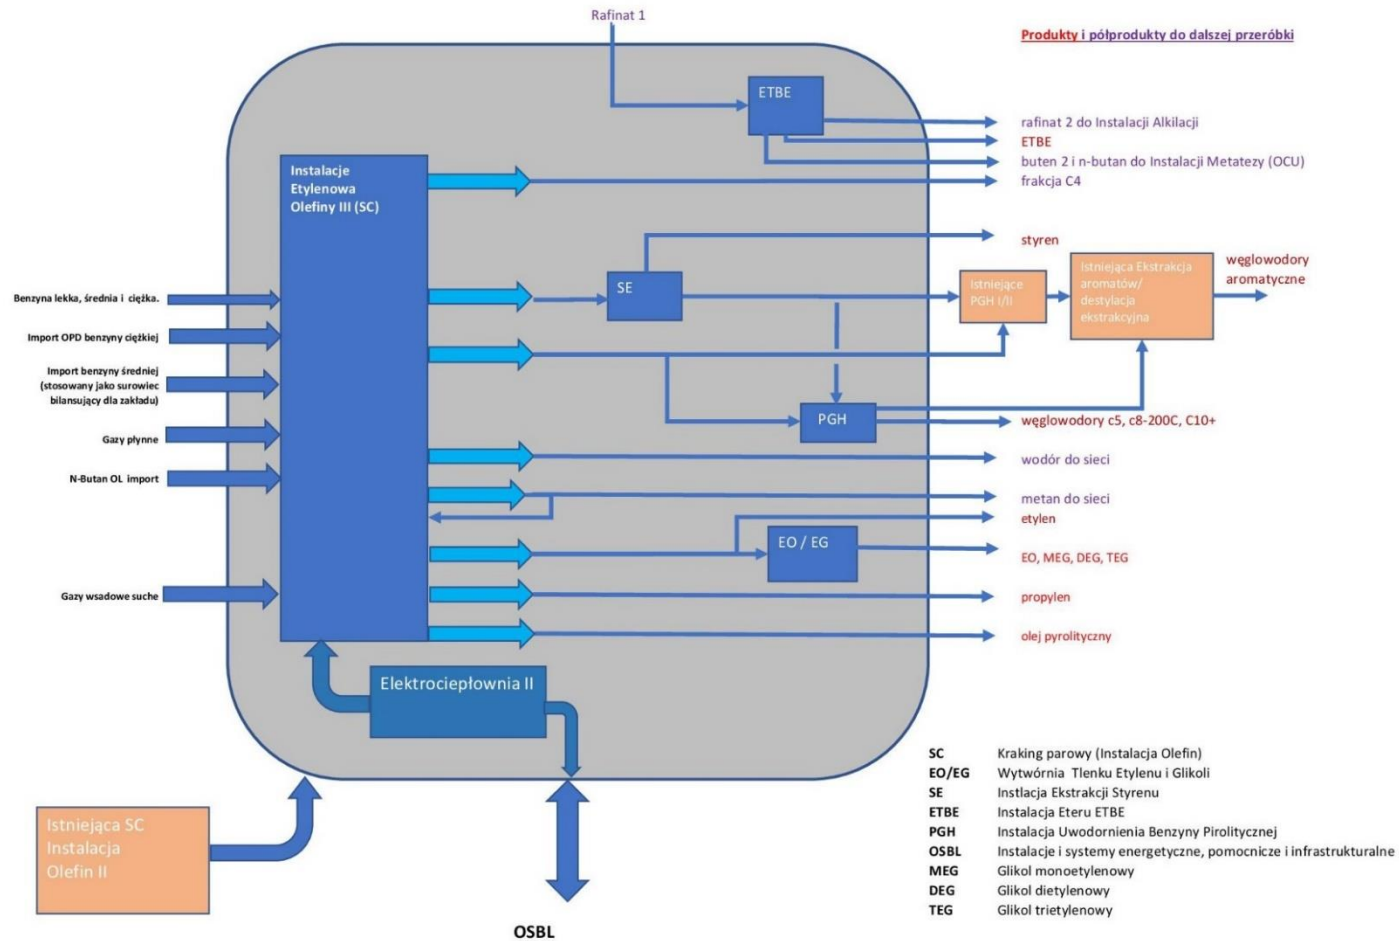 Rafinat 1
Produkty i półprodukty do dalszej przeróbki
ETBE
rafinat 2 do Instalacji Alkilacji
ETBE
buten 2 i n-butan do Instalacji Metatezy (OCU)
frakcja C4
Instalacje
Etylenowa
Olefiny III (SC)
styren
SE
Istniejące
PGH I/II
Istniejąca Ekstrakcja
aromatów/
destylacja
ekstrakcyjna
węglowodory
aromatyczne
Benzyna lekka, średnia i ciężka.
Import OPD benzyny ciężkiej
Import benzyny średniej
(stosowany jako surowiec
bilansujący dla zakładu)
Gazy płynne
N-Butan OL import
Gazy wsadowe suche
PGH
węglowodory c5, c8-200C, C10+
wodór do sieci
metan do sieci
etylen
EO / EG
EO, MEG, DEG, TEG
propylen
olej pyrolityczny
Elektrociepłownia II
Istniejąca SC
Instalacja
Olefin II
OSBL
SC Kraking parowy (Instalacja Olefin)
EO/EG Wytwórnia Tlenku Etylenu i Glikoli
SE Instlacja Ekstrakcji Styrenu
ETBE Instalacja Eteru ETBE
PGH Instalacja Uwodornienia Benzyny Pirolitycznej
OSBL Instalacje i systemy energetyczne, pomocnicze i infrastrukturalne
MEG Glikol monoetylenowy
DEG Glikol dietylenowy
TEG Glikol trietylenowy